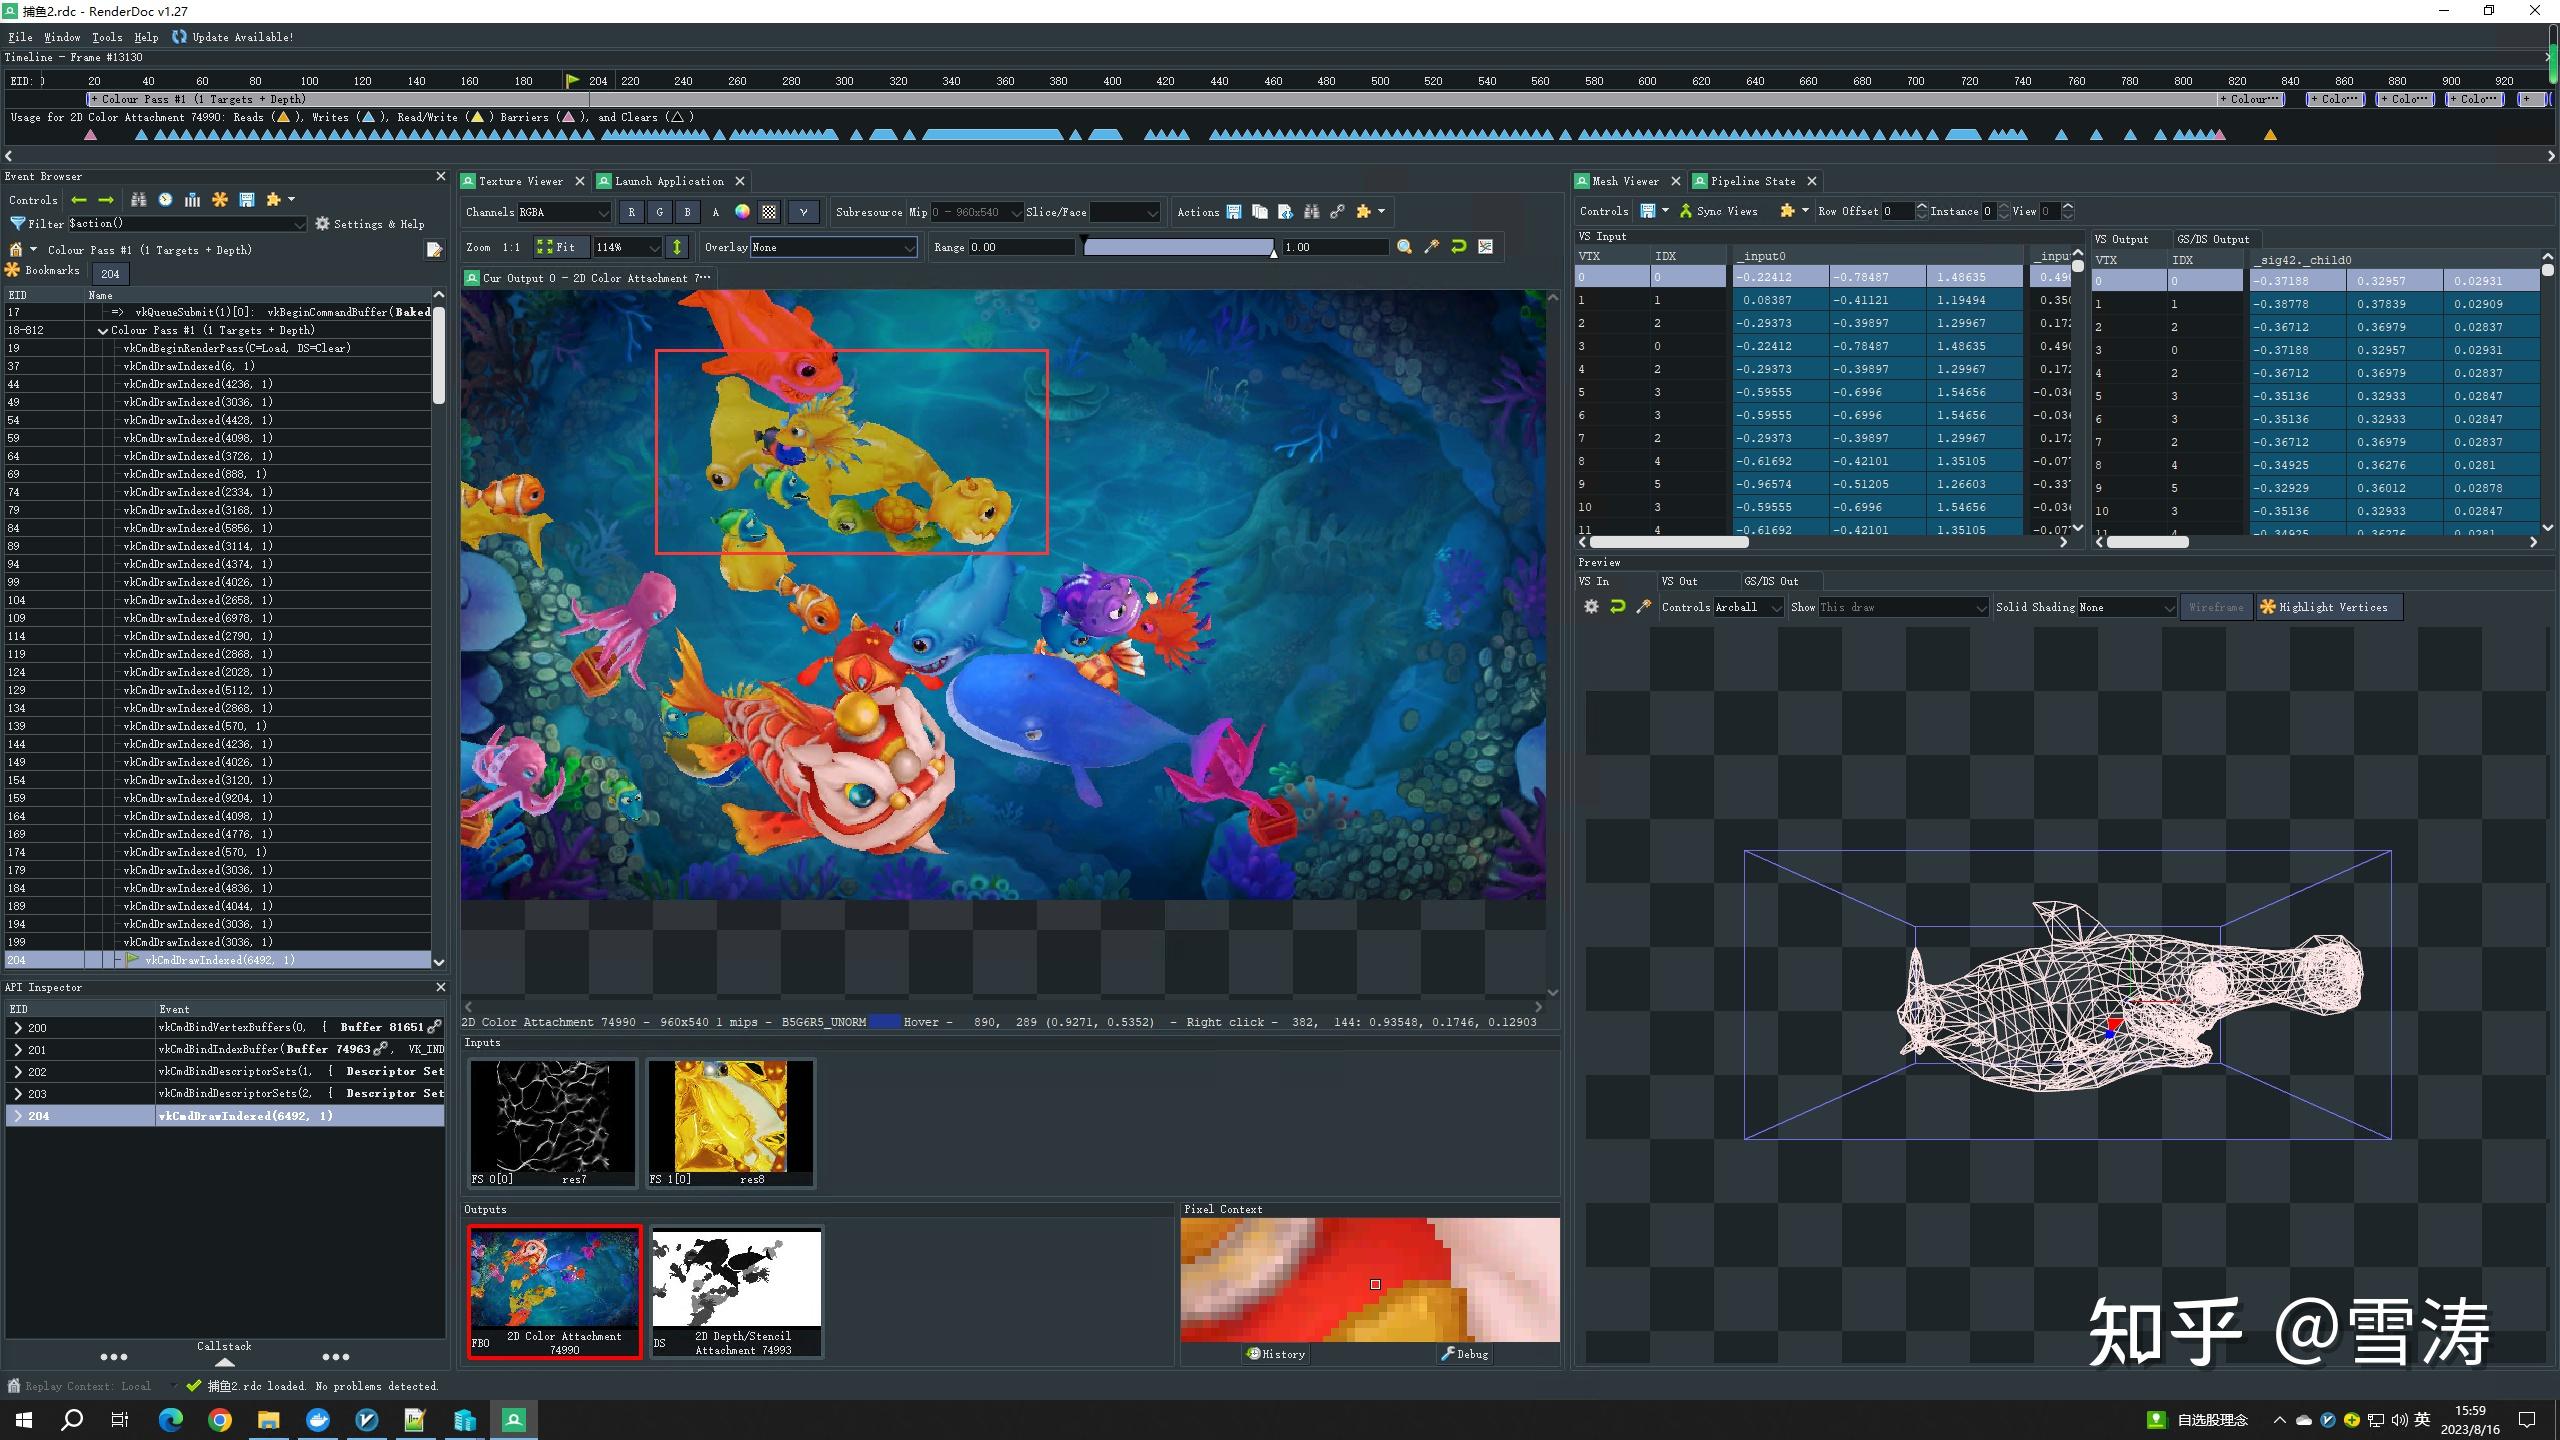 捕鱼2.rdc - RenderDoc v1.27
File Window Tools Help Update Available!
Timeline - Frame #13130
EID: 20 40 60 80 100 120 140 160 180 204 220 240 260 280 300 320 340 360 380 400 420 440 460 480 500 520 540 560 580 600 620 640 660 680 700 720 740 760 780 800 820 840 860 880 900 920
+ Colour Pass #1 (1 Targets + Depth) + Colour··· + Colo··· + Colo··· + Colo··· +
Usage for 2D Color Attachment 74990: Reads ( ), Writes ( ), Read/Write ( ) Barriers ( ), and Clears ( )
Event Browser
Controls
Filter $action() Settings & Help
Colour Pass #1 (1 Targets + Depth)
Bookmarks 204
EID Name
17 => vkQueueSubmit(1)[0]: vkBeginCommandBuffer(Baked
18-812 Colour Pass #1 (1 Targets + Depth)
19 vkCmdBeginRenderPass(C=Load, DS=Clear)
37 vkCmdDrawIndexed(6, 1)
44 vkCmdDrawIndexed(4236, 1)
49 vkCmdDrawIndexed(3036, 1)
54 vkCmdDrawIndexed(4428, 1)
59 vkCmdDrawIndexed(4098, 1)
64 vkCmdDrawIndexed(3726, 1)
69 vkCmdDrawIndexed(888, 1)
74 vkCmdDrawIndexed(2334, 1)
79 vkCmdDrawIndexed(3168, 1)
84 vkCmdDrawIndexed(5856, 1)
89 vkCmdDrawIndexed(3114, 1)
94 vkCmdDrawIndexed(4374, 1)
99 vkCmdDrawIndexed(4026, 1)
104 vkCmdDrawIndexed(2658, 1)
109 vkCmdDrawIndexed(6978, 1)
114 vkCmdDrawIndexed(2790, 1)
119 vkCmdDrawIndexed(2868, 1)
124 vkCmdDrawIndexed(2028, 1)
129 vkCmdDrawIndexed(5112, 1)
134 vkCmdDrawIndexed(2868, 1)
139 vkCmdDrawIndexed(570, 1)
144 vkCmdDrawIndexed(4236, 1)
149 vkCmdDrawIndexed(4026, 1)
154 vkCmdDrawIndexed(3120, 1)
159 vkCmdDrawIndexed(9204, 1)
164 vkCmdDrawIndexed(4098, 1)
169 vkCmdDrawIndexed(4776, 1)
174 vkCmdDrawIndexed(570, 1)
179 vkCmdDrawIndexed(3036, 1)
184 vkCmdDrawIndexed(4836, 1)
189 vkCmdDrawIndexed(4044, 1)
194 vkCmdDrawIndexed(3036, 1)
199 vkCmdDrawIndexed(3036, 1)
204 vkCmdDrawIndexed(6492, 1)
API Inspector
EID Event
200 vkCmdBindVertexBuffers(0, { Buffer 81651
201 vkCmdBindIndexBuffer(Buffer 74963 , VK_IND
202 vkCmdBindDescriptorSets(1, { Descriptor Set
203 vkCmdBindDescriptorSets(2, { Descriptor Set
204 vkCmdDrawIndexed(6492, 1)
Callstack
Replay Context: Local 捕鱼2.rdc loaded. No problems detected.
Texture Viewer Launch Application
Channels RGBA R G B A γ Subresource Mip 0 - 960x540 Slice/Face Actions
Zoom 1:1 Fit 114% Overlay None Range 0.00 1.00
Cur Output 0 - 2D Color Attachment 7···
2D Color Attachment 74990 - 960x540 1 mips - B5G6R5_UNORM Hover - 890, 289 (0.9271, 0.5352) - Right click - 382, 144: 0.93548, 0.1746, 0.12903
Inputs
FS 0[0] res7 FS 1[0] res8
Outputs
FBO 2D Color Attachment 74990
DS 2D Depth/Stencil Attachment 74993
Pixel Context
History Debug
Mesh Viewer Pipeline State
Controls Sync Views Row Offset 0 Instance 0 View 0
VS Input
VTX IDX _input0 _inpu
0 0 -0.22412 -0.78487 1.48635 0.490
1 1 0.08387 -0.41121 1.19494 0.350
2 2 -0.29373 -0.39897 1.29967 0.172
3 0 -0.22412 -0.78487 1.48635 0.490
4 2 -0.29373 -0.39897 1.29967 0.172
5 3 -0.59555 -0.6996 1.54656 -0.036
6 3 -0.59555 -0.6996 1.54656 -0.036
7 2 -0.29373 -0.39897 1.29967 0.172
8 4 -0.61692 -0.42101 1.35105 -0.077
9 5 -0.96574 -0.51205 1.26603 -0.337
10 3 -0.59555 -0.6996 1.54656 -0.036
11 4 -0.61692 -0.42101 1.35105 -0.077
VS Output GS/DS Output
VTX IDX _sig42._child0
0 0 -0.37188 0.32957 0.02931
1 1 -0.38778 0.37839 0.02909
2 2 -0.36712 0.36979 0.02837
3 0 -0.37188 0.32957 0.02931
4 2 -0.36712 0.36979 0.02837
5 3 -0.35136 0.32933 0.02847
6 3 -0.35136 0.32933 0.02847
7 2 -0.36712 0.36979 0.02837
8 4 -0.34925 0.36276 0.0281
9 5 -0.32929 0.36012 0.02878
10 3 -0.35136 0.32933 0.02847
11 4 -0.34925 0.36276 0.0281
Preview
VS In VS Out GS/DS Out
Controls Arcball Show This draw Solid Shading None Wireframe Highlight Vertices
知乎 @雪涛
自选股理念 英 15:59
2023/8/16